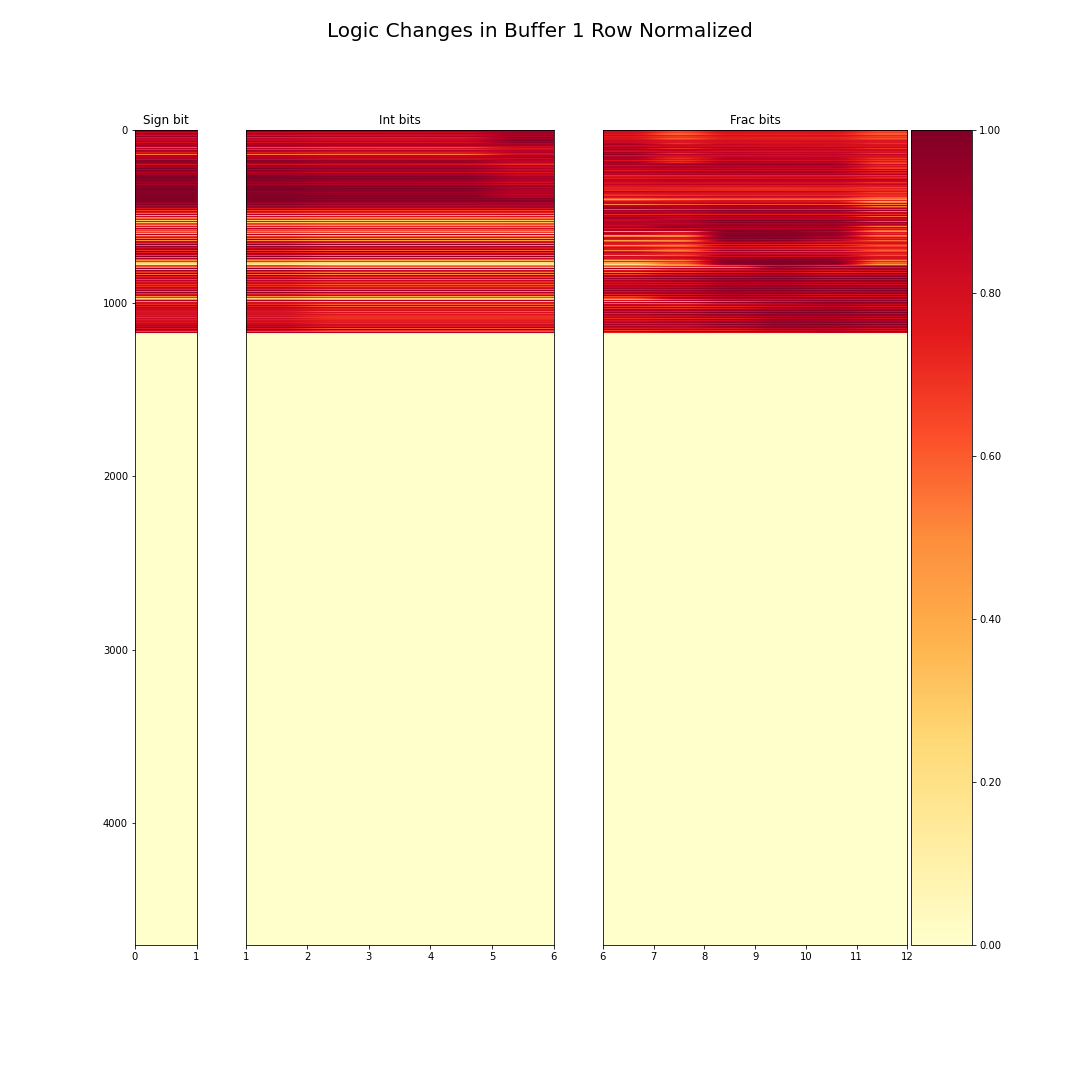 Logic Changes in Buffer 1 Row Normalized
Sign bit
Int bits
Frac bits
0
1000
2000
3000
4000
0 1
1 2 3 4 5 6
6 7 8 9 10 11 12
1.00
0.80
0.60
0.40
0.20
0.00